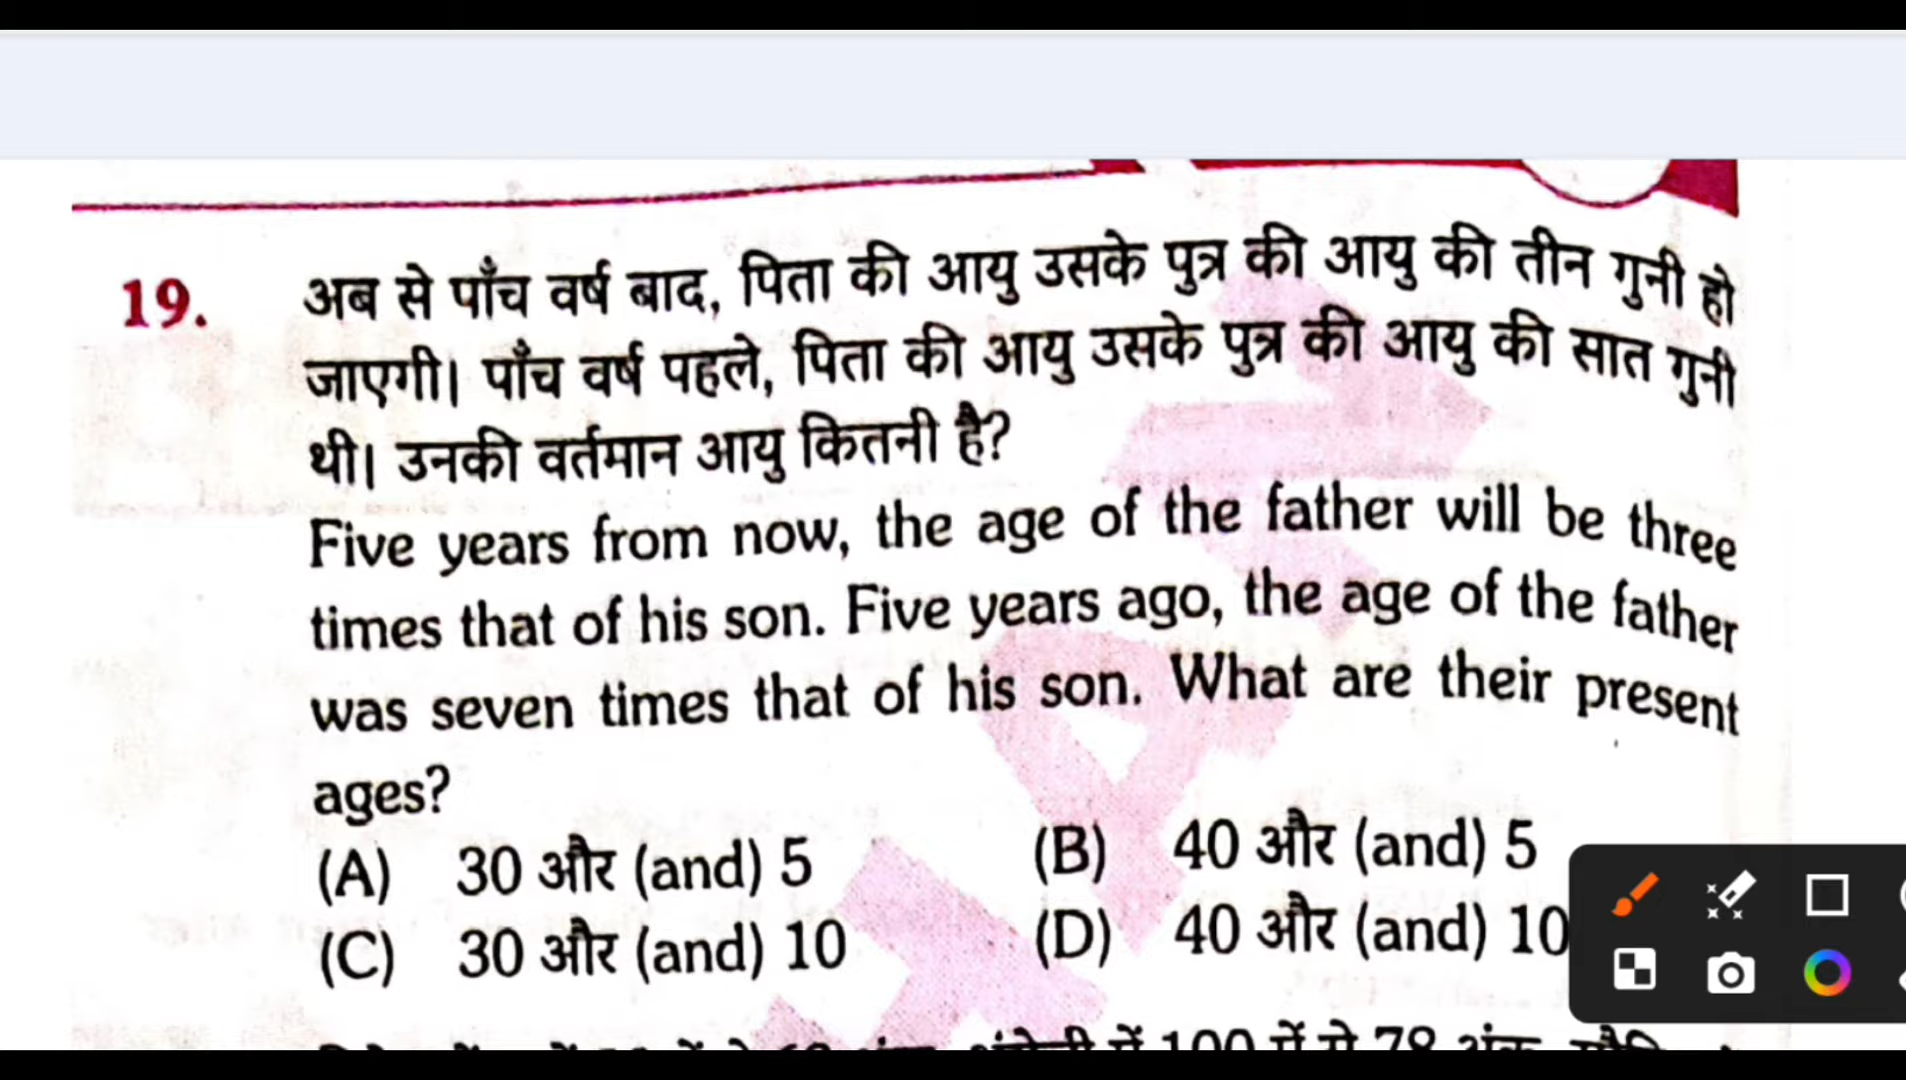 19. अब से पाँच वर्ष बाद, पिता की आयु उसके पुत्र की आयु की तीन गुनी हो
जाएगी। पाँच वर्ष पहले, पिता की आयु उसके पुत्र की आयु की सात गुनी
थी। उनकी वर्तमान आयु कितनी है?
Five years from now, the age of the father will be three
times that of his son. Five years ago, the age of the father
was seven times that of his son. What are their present
ages?
(A) 30 और (and) 5 (B) 40 और (and) 5
(C) 30 और (and) 10 (D) 40 और (and) 10
में 100 में से 78 अंक